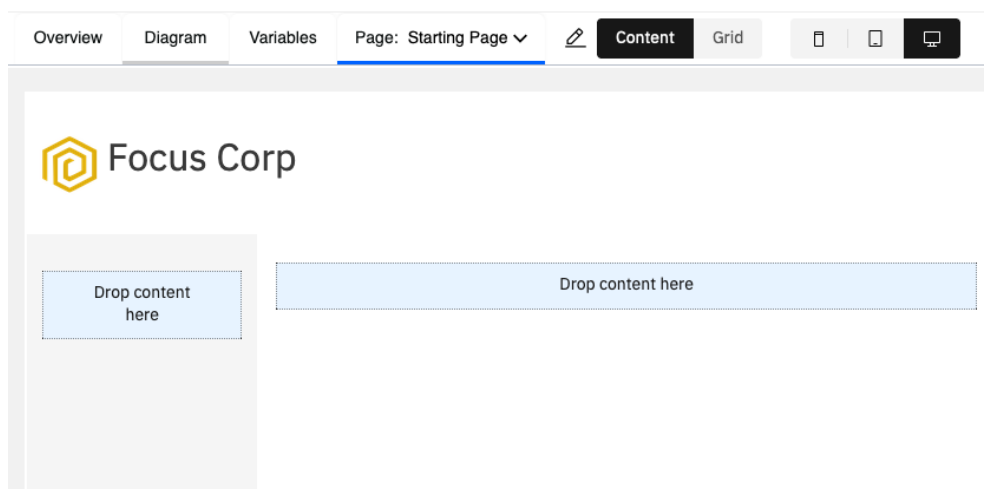 Overview Diagram Variables Page: Starting Page Content Grid
Focus Corp
Drop content
here
Drop content here